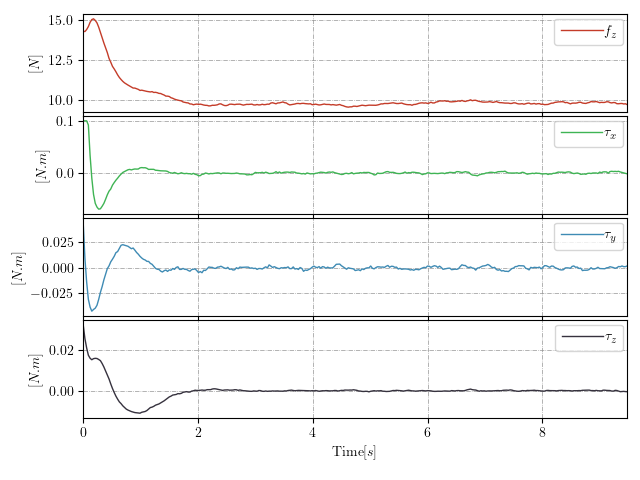 15.0
12.5
10.0
[N]
f_z
0.1
0.0
[N.m]
τ_x
0.025
0.000
−0.025
[N.m]
τ_y
0.02
0.00
[N.m]
τ_z
0 2 4 6 8
Time[s]